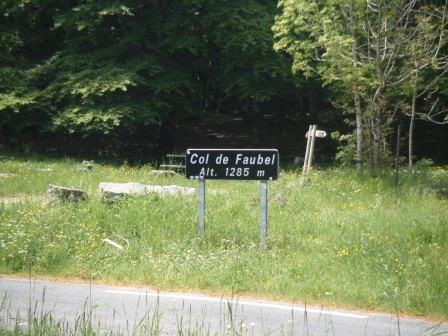 Col de Faubel
Alt. 1285 m